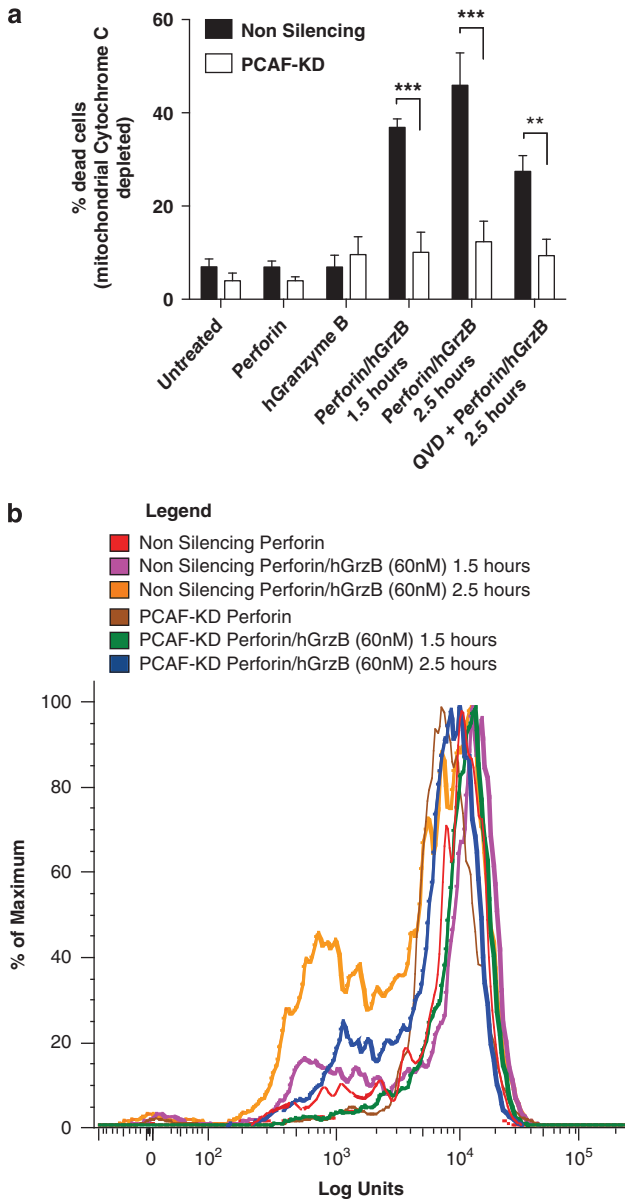 a
60
40
20
0
% dead cells
(mitochondrial Cytochrome C
depleted)
Non Silencing
PCAF-KD
***
***
**
Untreated
Perforin
hGranzyme B
Perforin/hGrzB
1.5 hours
Perforin/hGrzB
2.5 hours
QVD + Perforin/hGrzB
2.5 hours
b
Legend
Non Silencing Perforin
Non Silencing Perforin/hGrzB (60nM) 1.5 hours
Non Silencing Perforin/hGrzB (60nM) 2.5 hours
PCAF-KD Perforin
PCAF-KD Perforin/hGrzB (60nM) 1.5 hours
PCAF-KD Perforin/hGrzB (60nM) 2.5 hours
100
80
60
40
20
0
% of Maximum
0 10² 10³ 10⁴ 10⁵
Log Units